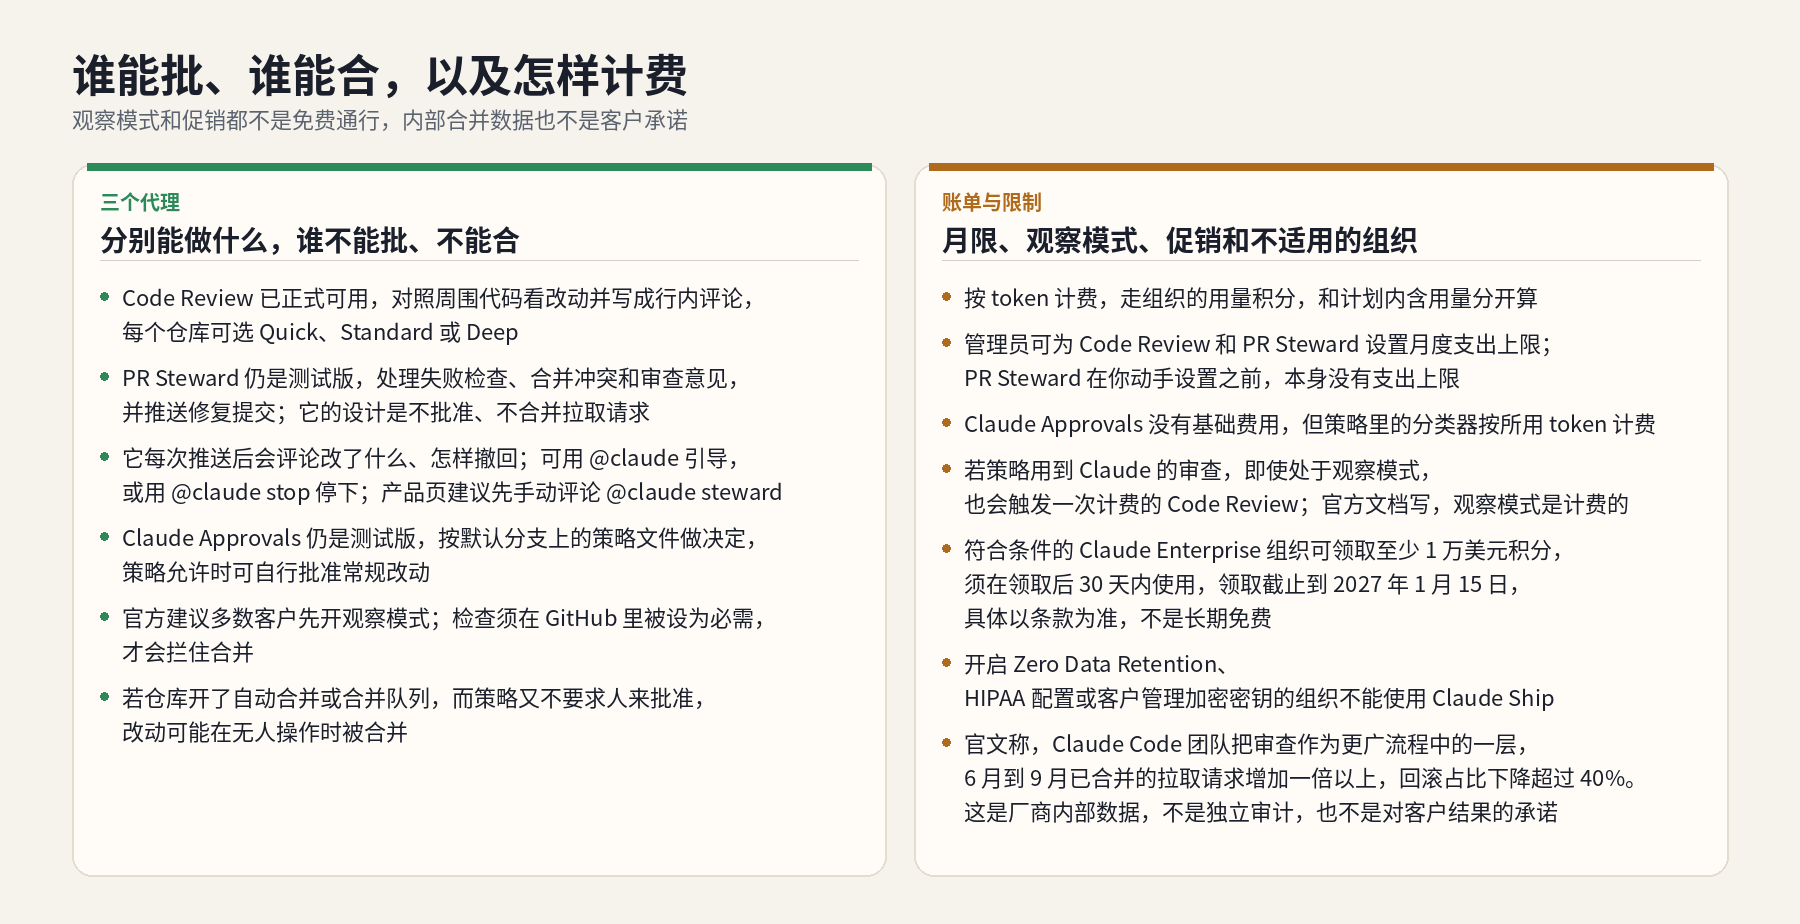 谁能批、谁能合，以及怎样计费
观察模式和促销都不是免费通行，内部合并数据也不是客户承诺
三个代理
分别能做什么，谁不能批、不能合
Code Review 已正式可用，对照周围代码看改动并写成行内评论，
每个仓库可选 Quick、Standard 或 Deep
PR Steward 仍是测试版，处理失败检查、合并冲突和审查意见，
并推送修复提交；它的设计是不批准、不合并拉取请求
它每次推送后会评论改了什么、怎样撤回；可用 @claude 引导，
或用 @claude stop 停下；产品页建议先手动评论 @claude steward
Claude Approvals 仍是测试版，按默认分支上的策略文件做决定，
策略允许时可自行批准常规改动
官方建议多数客户先开观察模式；检查须在 GitHub 里被设为必需，
才会拦住合并
若仓库开了自动合并或合并队列，而策略又不要求人来批准，
改动可能在无人操作时被合并
账单与限制
月限、观察模式、促销和不适用的组织
按 token 计费，走组织的用量积分，和计划内含用量分开算
管理员可为 Code Review 和 PR Steward 设置月度支出上限；
PR Steward 在你动手设置之前，本身没有支出上限
Claude Approvals 没有基础费用，但策略里的分类器按所用 token 计费
若策略用到 Claude 的审查，即使处于观察模式，
也会触发一次计费的 Code Review；官方文档写，观察模式是计费的
符合条件的 Claude Enterprise 组织可领取至少 1 万美元积分，
须在领取后 30 天内使用，领取截止到 2027 年 1 月 15 日，
具体以条款为准，不是长期免费
开启 Zero Data Retention、
HIPAA 配置或客户管理加密密钥的组织不能使用 Claude Ship
官文称，Claude Code 团队把审查作为更广流程中的一层，
6 月到 9 月已合并的拉取请求增加一倍以上，回滚占比下降超过 40%。
这是厂商内部数据，不是独立审计，也不是对客户结果的承诺